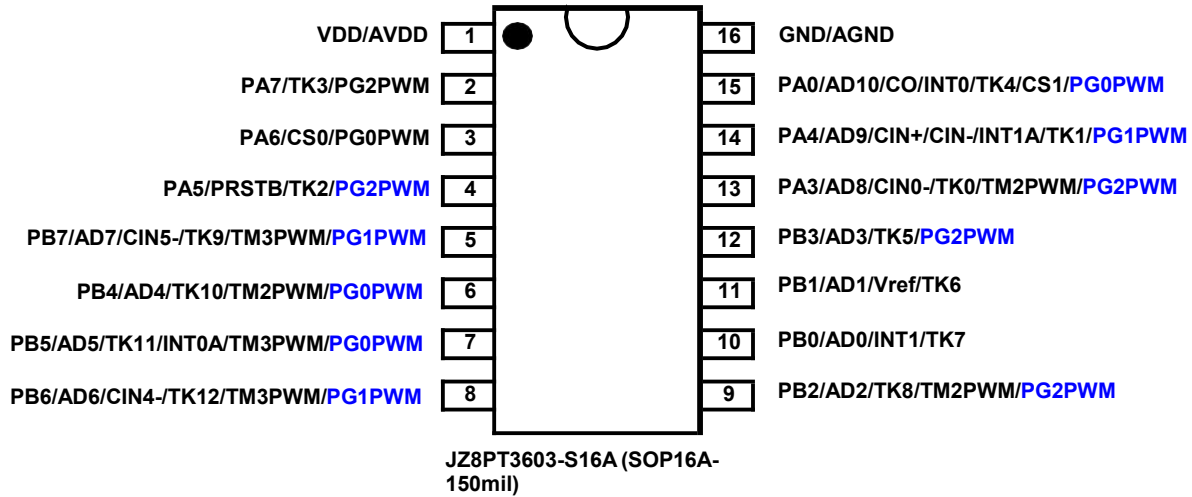 VDD/AVDD 1 16 GND/AGND
PA7/TK3/PG2PWM 2 15 PA0/AD10/CO/INT0/TK4/CS1/PG0PWM
PA6/CS0/PG0PWM 3 14 PA4/AD9/CIN+/CIN-/INT1A/TK1/PG1PWM
PA5/PRSTB/TK2/PG2PWM 4 13 PA3/AD8/CIN0-/TK0/TM2PWM/PG2PWM
PB7/AD7/CIN5-/TK9/TM3PWM/PG1PWM 5 12 PB3/AD3/TK5/PG2PWM
PB4/AD4/TK10/TM2PWM/PG0PWM 6 11 PB1/AD1/Vref/TK6
PB5/AD5/TK11/INT0A/TM3PWM/PG0PWM 7 10 PB0/AD0/INT1/TK7
PB6/AD6/CIN4-/TK12/TM3PWM/PG1PWM 8 9 PB2/AD2/TK8/TM2PWM/PG2PWM
JZ8PT3603-S16A (SOP16A-
150mil)